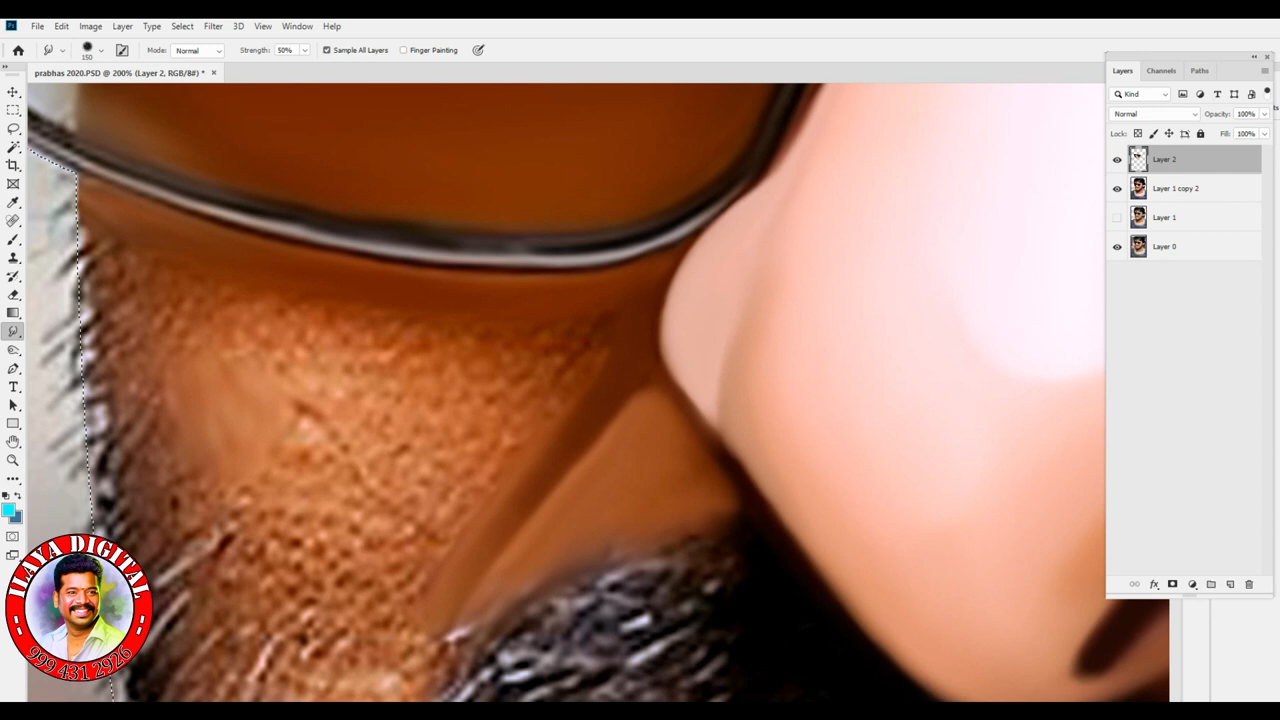 Ps File Edit Image Layer Type Select Filter 3D View Window Help
150 Mode: Normal Strength: 50% Sample All Layers Finger Painting
prabhas 2020.PSD @ 200% (Layer 2, RGB/8#) * ×
Layers Channels Paths
Kind
Normal Opacity: 100%
Lock: Fill: 100%
Layer 2
Layer 1 copy 2
Layer 1
Layer 0
ILAYA DIGITAL
999 431 2926